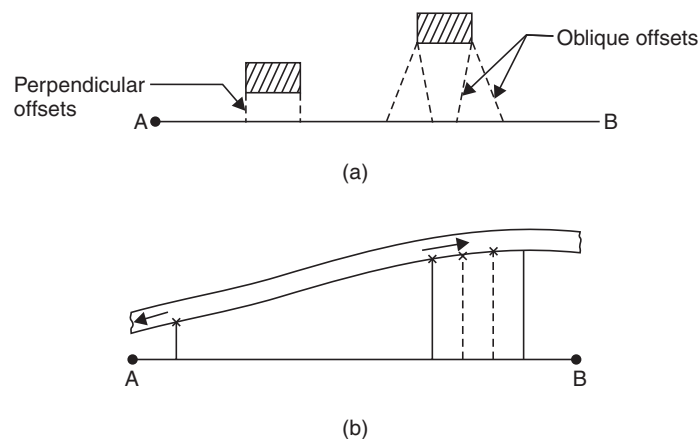 Oblique offsets
Perpendicular
offsets
A
B
(a)
A
B
(b)